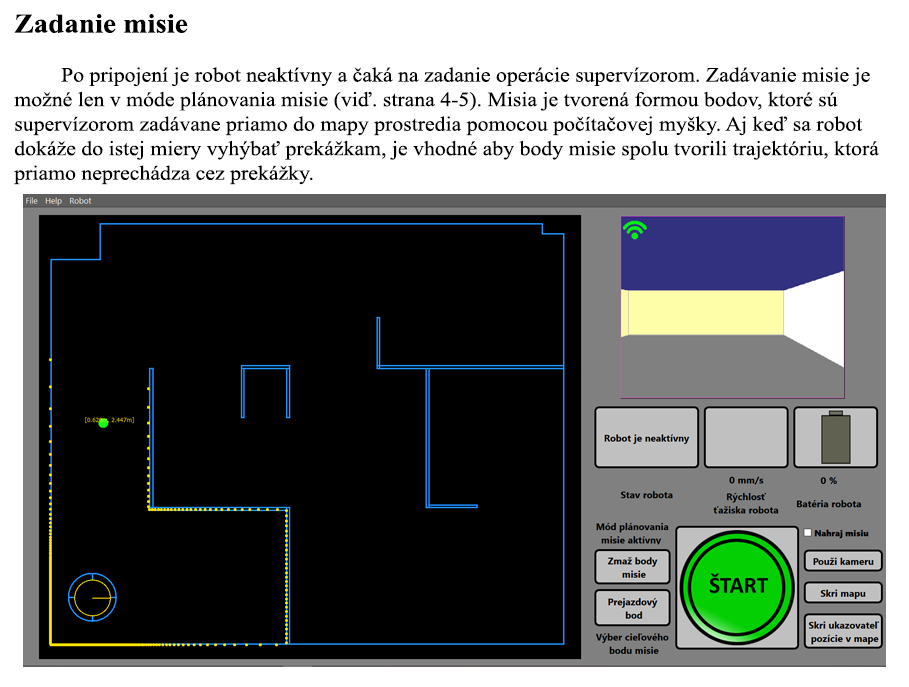 Zadanie misie
Po pripojení je robot neaktívny a čaká na zadanie operácie supervízorom. Zadávanie misie je
možné len v móde plánovania misie (viď. strana 4-5). Misia je tvorená formou bodov, ktoré sú
supervízorom zadávane priamo do mapy prostredia pomocou počítačovej myšky. Aj keď sa robot
dokáže do istej miery vyhýbať prekážkam, je vhodné aby body misie spolu tvorili trajektóriu, ktorá
priamo neprechádza cez prekážky.
File Help Robot
2.447m]
Robot je neaktívny
0 mm/s
0 %
Stav robota
Rýchlosť
ťažiska robota
Batéria robota
Mód plánovania
misie aktívny
Zmaž body
misie
Prejazdový
bod
Výber cieľového
bodu misie
ŠTART
Nahraj misiu
Použi kameru
Skri mapu
Skri ukazovateľ
pozície v mape